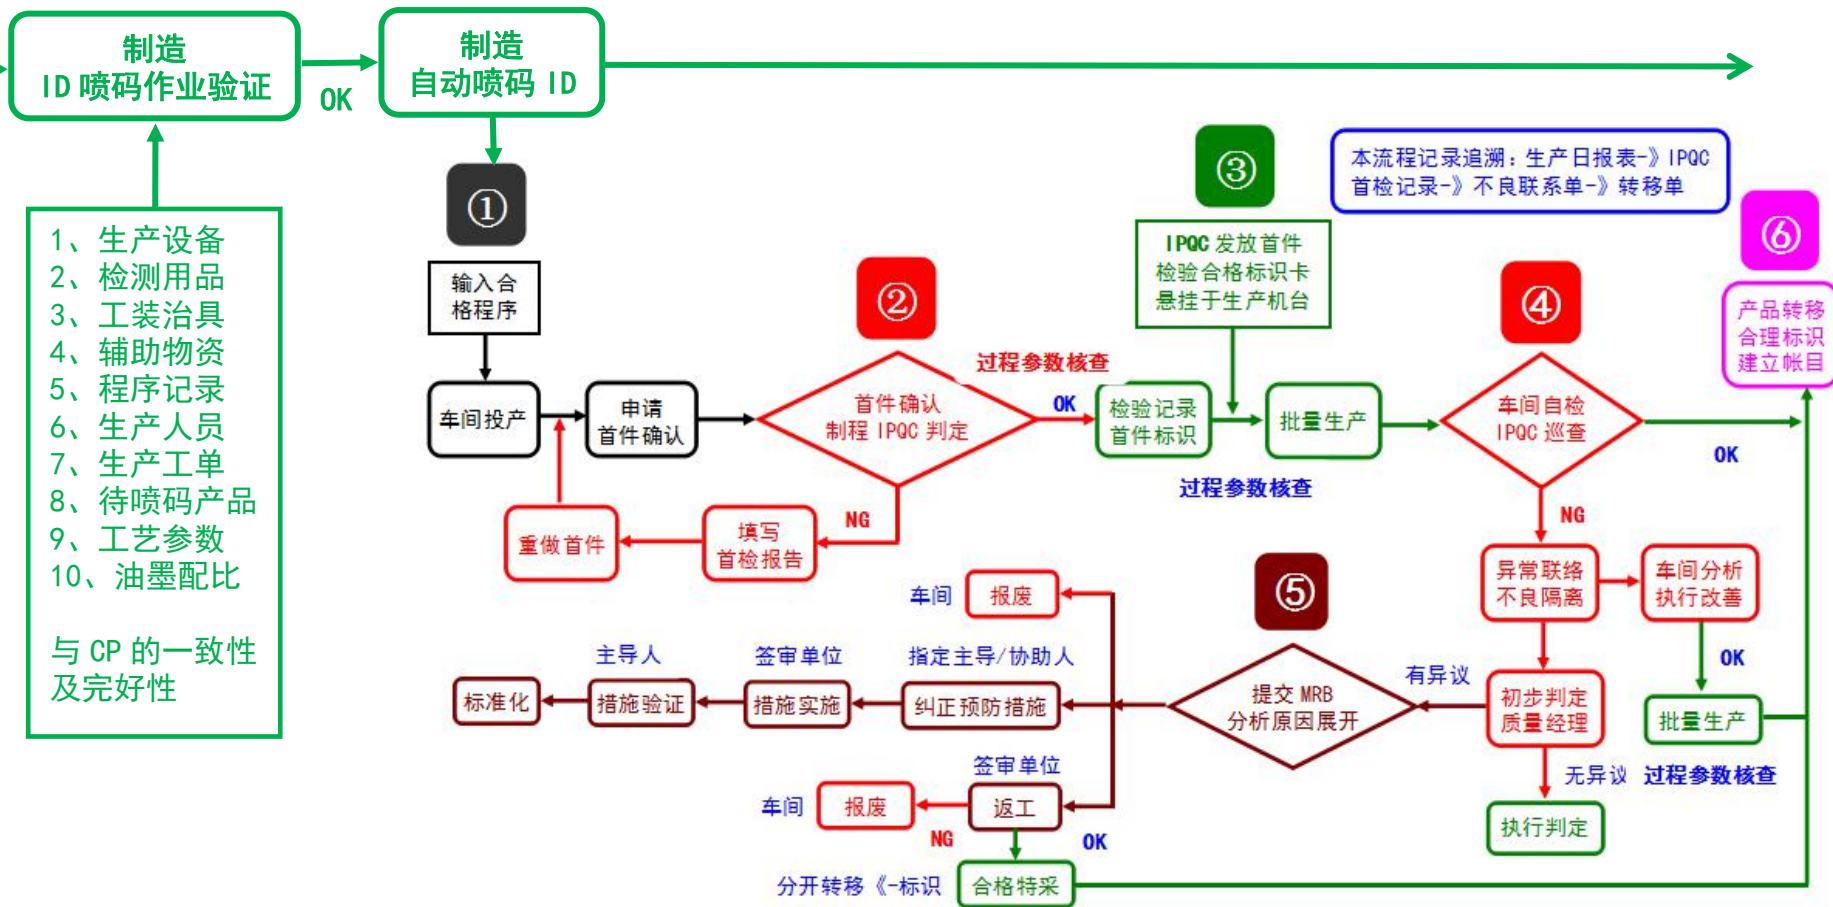 制造
ID 喷码作业验证
OK
制造
自动喷码 ID
1、生产设备
2、检测用品
3、工装治具
4、辅助物资
5、程序记录
6、生产人员
7、生产工单
8、待喷码产品
9、工艺参数
10、油墨配比
与 CP 的一致性
及完好性
①
输入合
格程序
车间投产
申请
首件确认
②
首件确认
制程 IPQC 判定
过程参数核查
OK
NG
填写
首检报告
重做首件
③
IPQC 发放首件
检验合格标识卡
悬挂于生产机台
检验记录
首件标识
批量生产
过程参数核查
本流程记录追溯：生产日报表-》IPQC
首检记录-》不良联系单-》转移单
④
车间自检
IPQC 巡查
OK
NG
⑥
产品转移
合理标识
建立帐目
异常联络
不良隔离
车间分析
执行改善
OK
批量生产
过程参数核查
初步判定
质量经理
有异议
无异议
执行判定
⑤
提交 MRB
分析原因展开
车间
报废
指定主导/协助人
纠正预防措施
签审单位
措施实施
主导人
措施验证
标准化
签审单位
返工
NG
车间
报废
OK
分开转移《-标识
合格特采